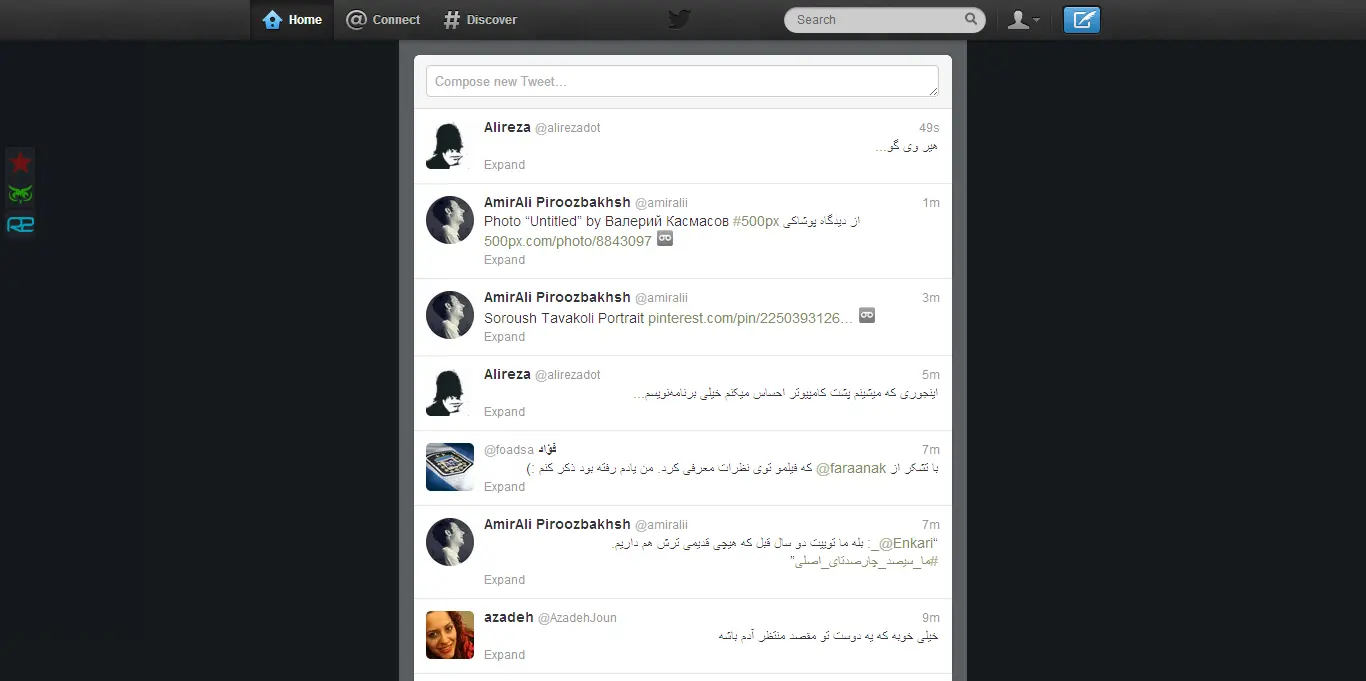 Home
Connect
Discover
Search
Compose new Tweet...
Alireza @alirezadot 49s
هیر وی گو...
Expand
AmirAli Piroozbakhsh @amiralii 1m
Photo “Untitled” by Валерий Касмасов #500px از دیدگاه پوشاکی
500px.com/photo/8843097
Expand
AmirAli Piroozbakhsh @amiralii 3m
Soroush Tavakoli Portrait pinterest.com/pin/2250393126…
Expand
Alireza @alirezadot 5m
اینجوری که میشینم پشت کامپیوتر احساس میکنم خیلی برنامه‌نویسم...
Expand
@foadsa فؤاد 7m
با تشکر از @faraanak که فیلمو توی نظرات معرفی کرد. من یادم رفته بود ذکر کنم :)
Expand
AmirAli Piroozbakhsh @amiralii 7m
“@Enkari_: بله ما توییت دو سال قبل که هیچی قدیمی ترش هم داریم.
#ما_سیصد_چارصدتای_اصلی”
Expand
azadeh @AzadehJoun 9m
خیلی خوبه که یه دوست تو مقصد منتظر آدم باشه
Expand